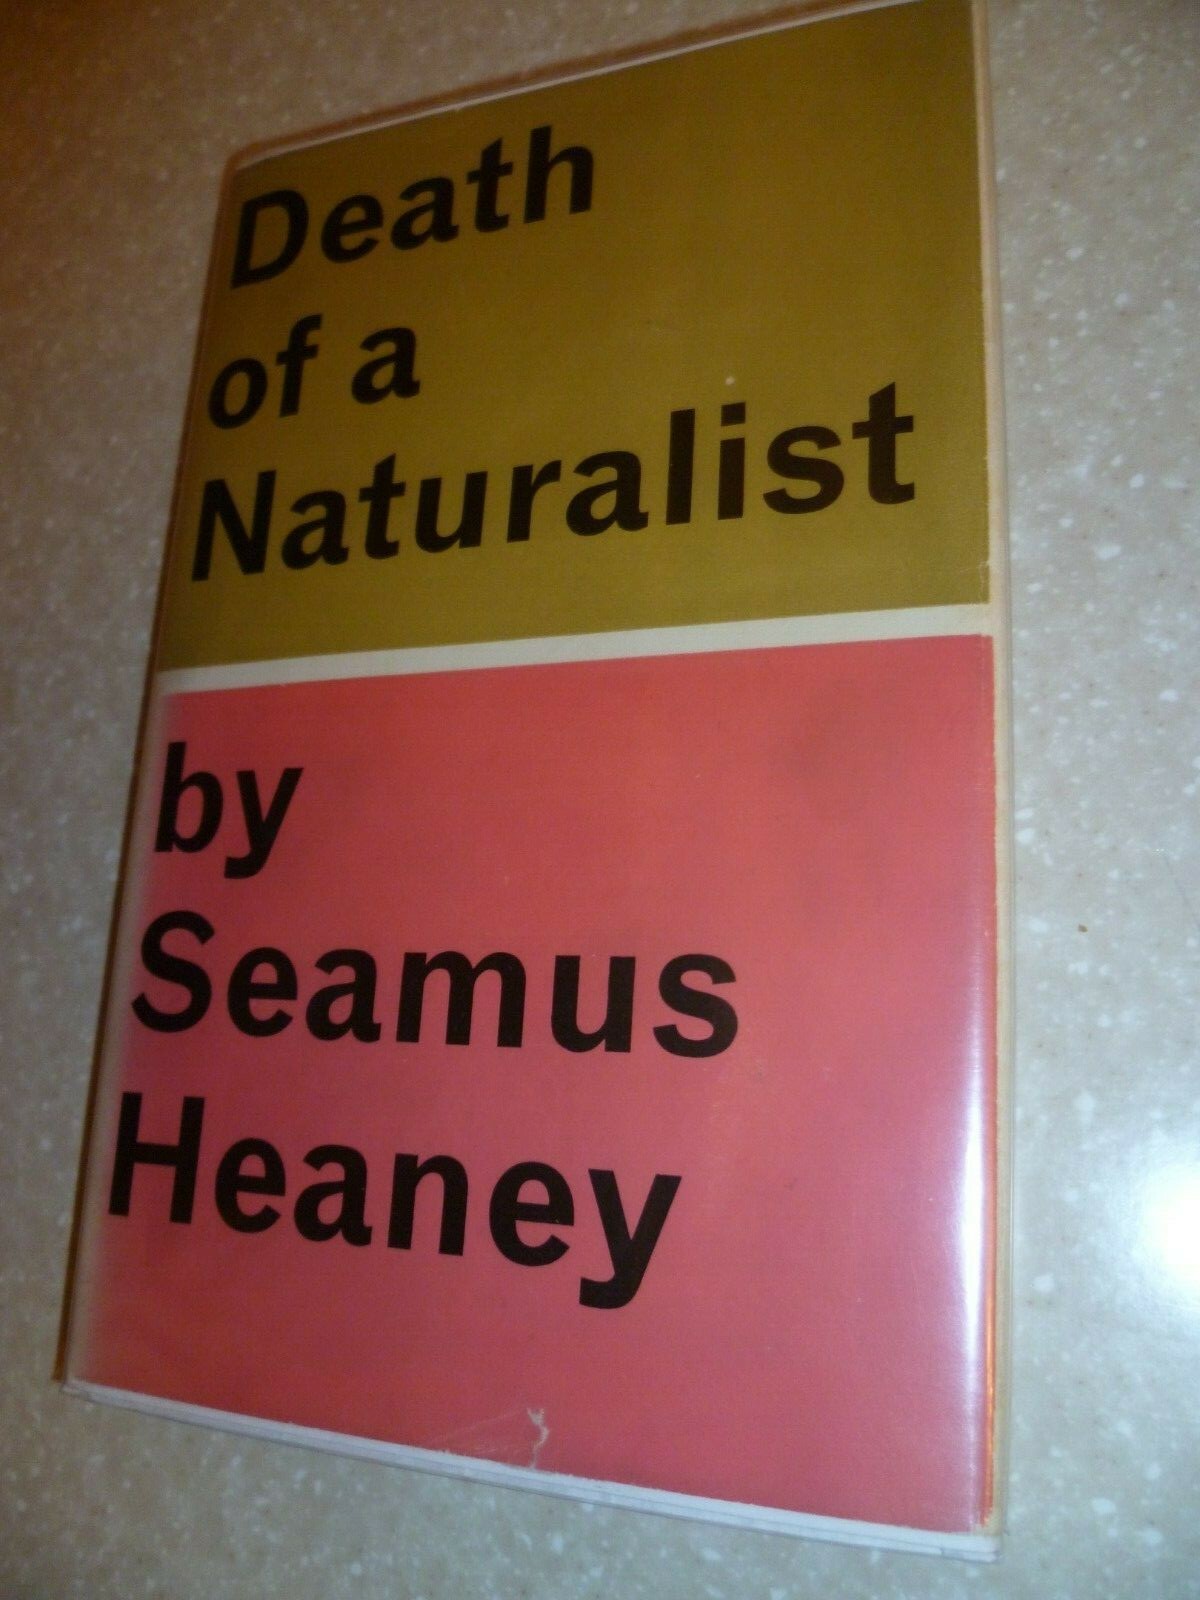 Death
of a
Naturalist
by
Seamus
Heaney